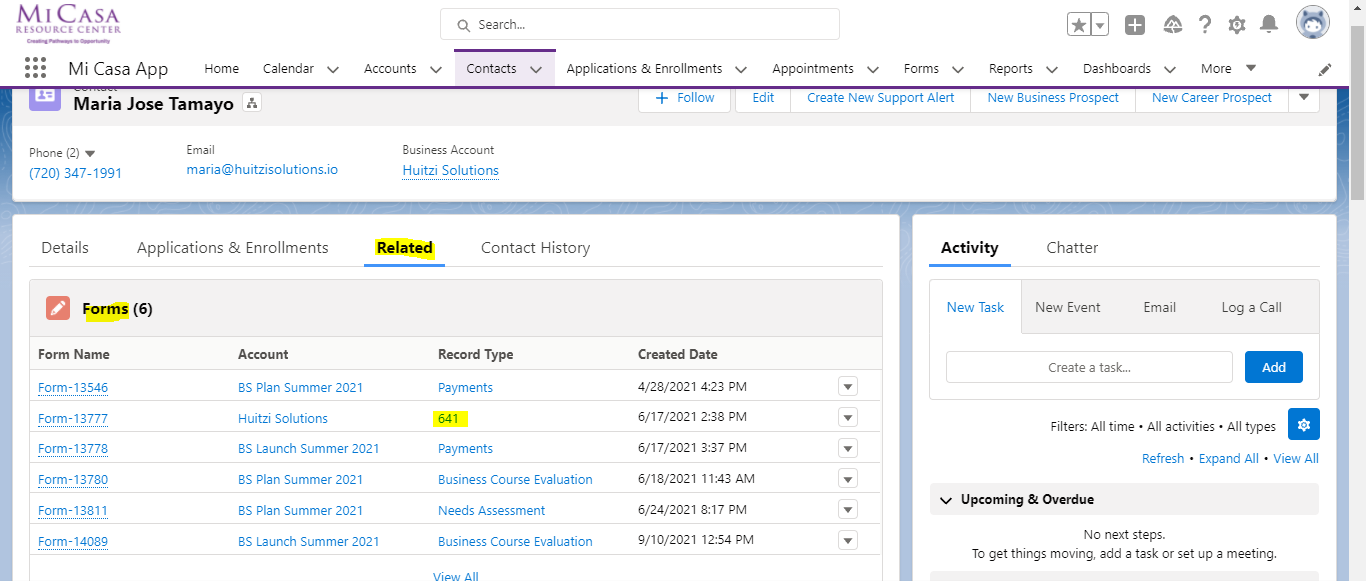 MI CASA
RESOURCE CENTER
Creating Pathways to Opportunity
Search...
Mi Casa App
Home
Calendar
Accounts
Contacts
Applications & Enrollments
Appointments
Forms
Reports
Dashboards
More
Contact
Maria Jose Tamayo
Follow
Edit
Create New Support Alert
New Business Prospect
New Career Prospect
Phone (2)
Email
Business Account
(720) 347-1991
maria@huitzisolutions.io
Huitzi Solutions
Details
Applications & Enrollments
Related
Contact History
Forms (6)
Form Name Account Record Type Created Date
Form-13546 BS Plan Summer 2021 Payments 4/28/2021 4:23 PM
Form-13777 Huitzi Solutions 641 6/17/2021 2:38 PM
Form-13778 BS Launch Summer 2021 Payments 6/17/2021 3:37 PM
Form-13780 BS Plan Summer 2021 Business Course Evaluation 6/18/2021 11:43 AM
Form-13811 BS Plan Summer 2021 Needs Assessment 6/24/2021 8:17 PM
Form-14089 BS Launch Summer 2021 Business Course Evaluation 9/10/2021 12:54 PM
View All
Activity
Chatter
New Task
New Event
Email
Log a Call
Create a task...
Add
Filters: All time • All activities • All types
Refresh • Expand All • View All
Upcoming & Overdue
No next steps.
To get things moving, add a task or set up a meeting.